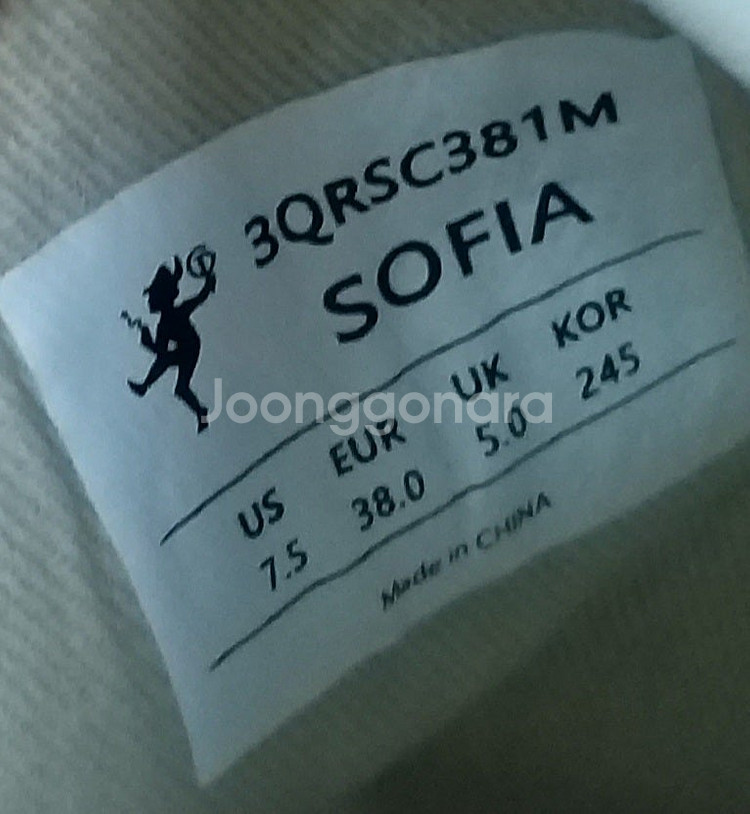 3QRSC381M
SOFIA
US EUR UK KOR
7.5 38.0 5.0 245
Made in CHINA
Joonggonara